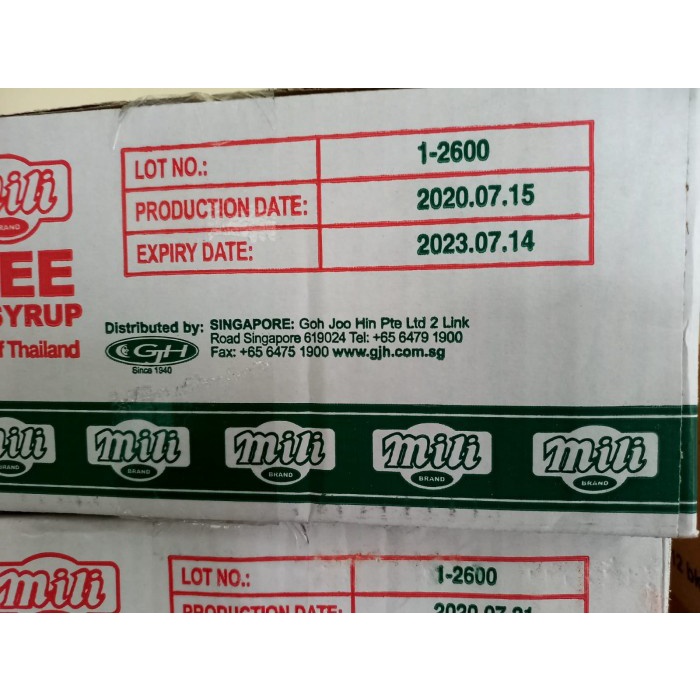 LOT NO.: 1-2600
PRODUCTION DATE: 2020.07.15
EXPIRY DATE: 2023.07.14
mili
BRAND
EE
SYRUP
f Thailand
Distributed by: SINGAPORE: Goh Joo Hin Pte Ltd 2 Link
Road Singapore 619024 Tel: +65 6479 1900
GJH Fax: +65 6475 1900 www.gjh.com.sg
Since 1940
mili mili mili mili mili
BRAND BRAND BRAND BRAND BRAND
mili
LOT NO.: 1-2600
PRODUCTION DATE: